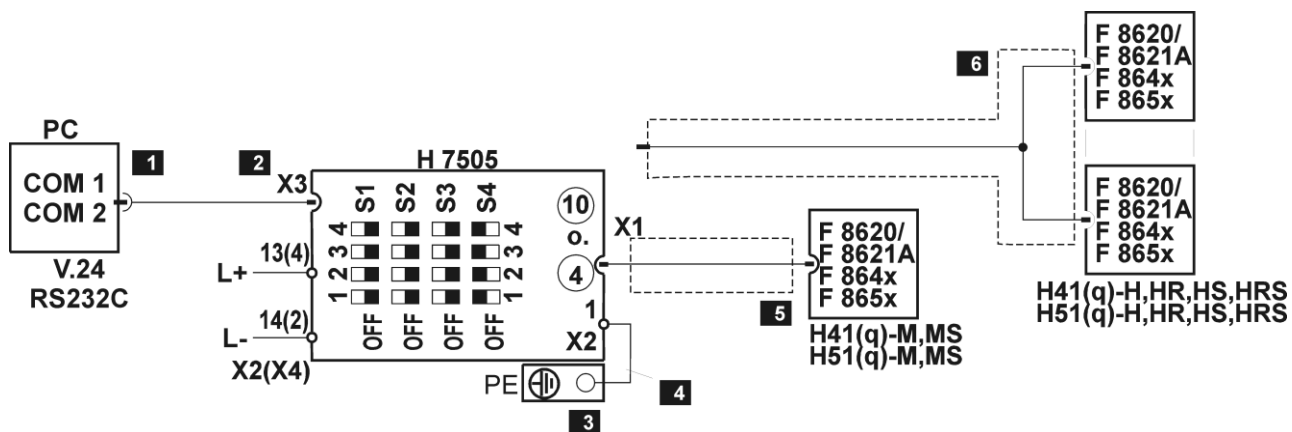 PC
COM 1
COM 2
V.24
RS232C
1
2
H 7505
X3
S1
S2
S3
S4
4
3
2
1
4
3
2
1
OFF
OFF
OFF
OFF
10
o.
4
1
X2
X1
13(4)
L+
14(2)
L-
X2(X4)
PE
3
4
5
F 8620/
F 8621A
F 864x
F 865x
H41(q)-M,MS
H51(q)-M,MS
6
F 8620/
F 8621A
F 864x
F 865x
F 8620/
F 8621A
F 864x
F 865x
H41(q)-H,HR,HS,HRS
H51(q)-H,HR,HS,HRS